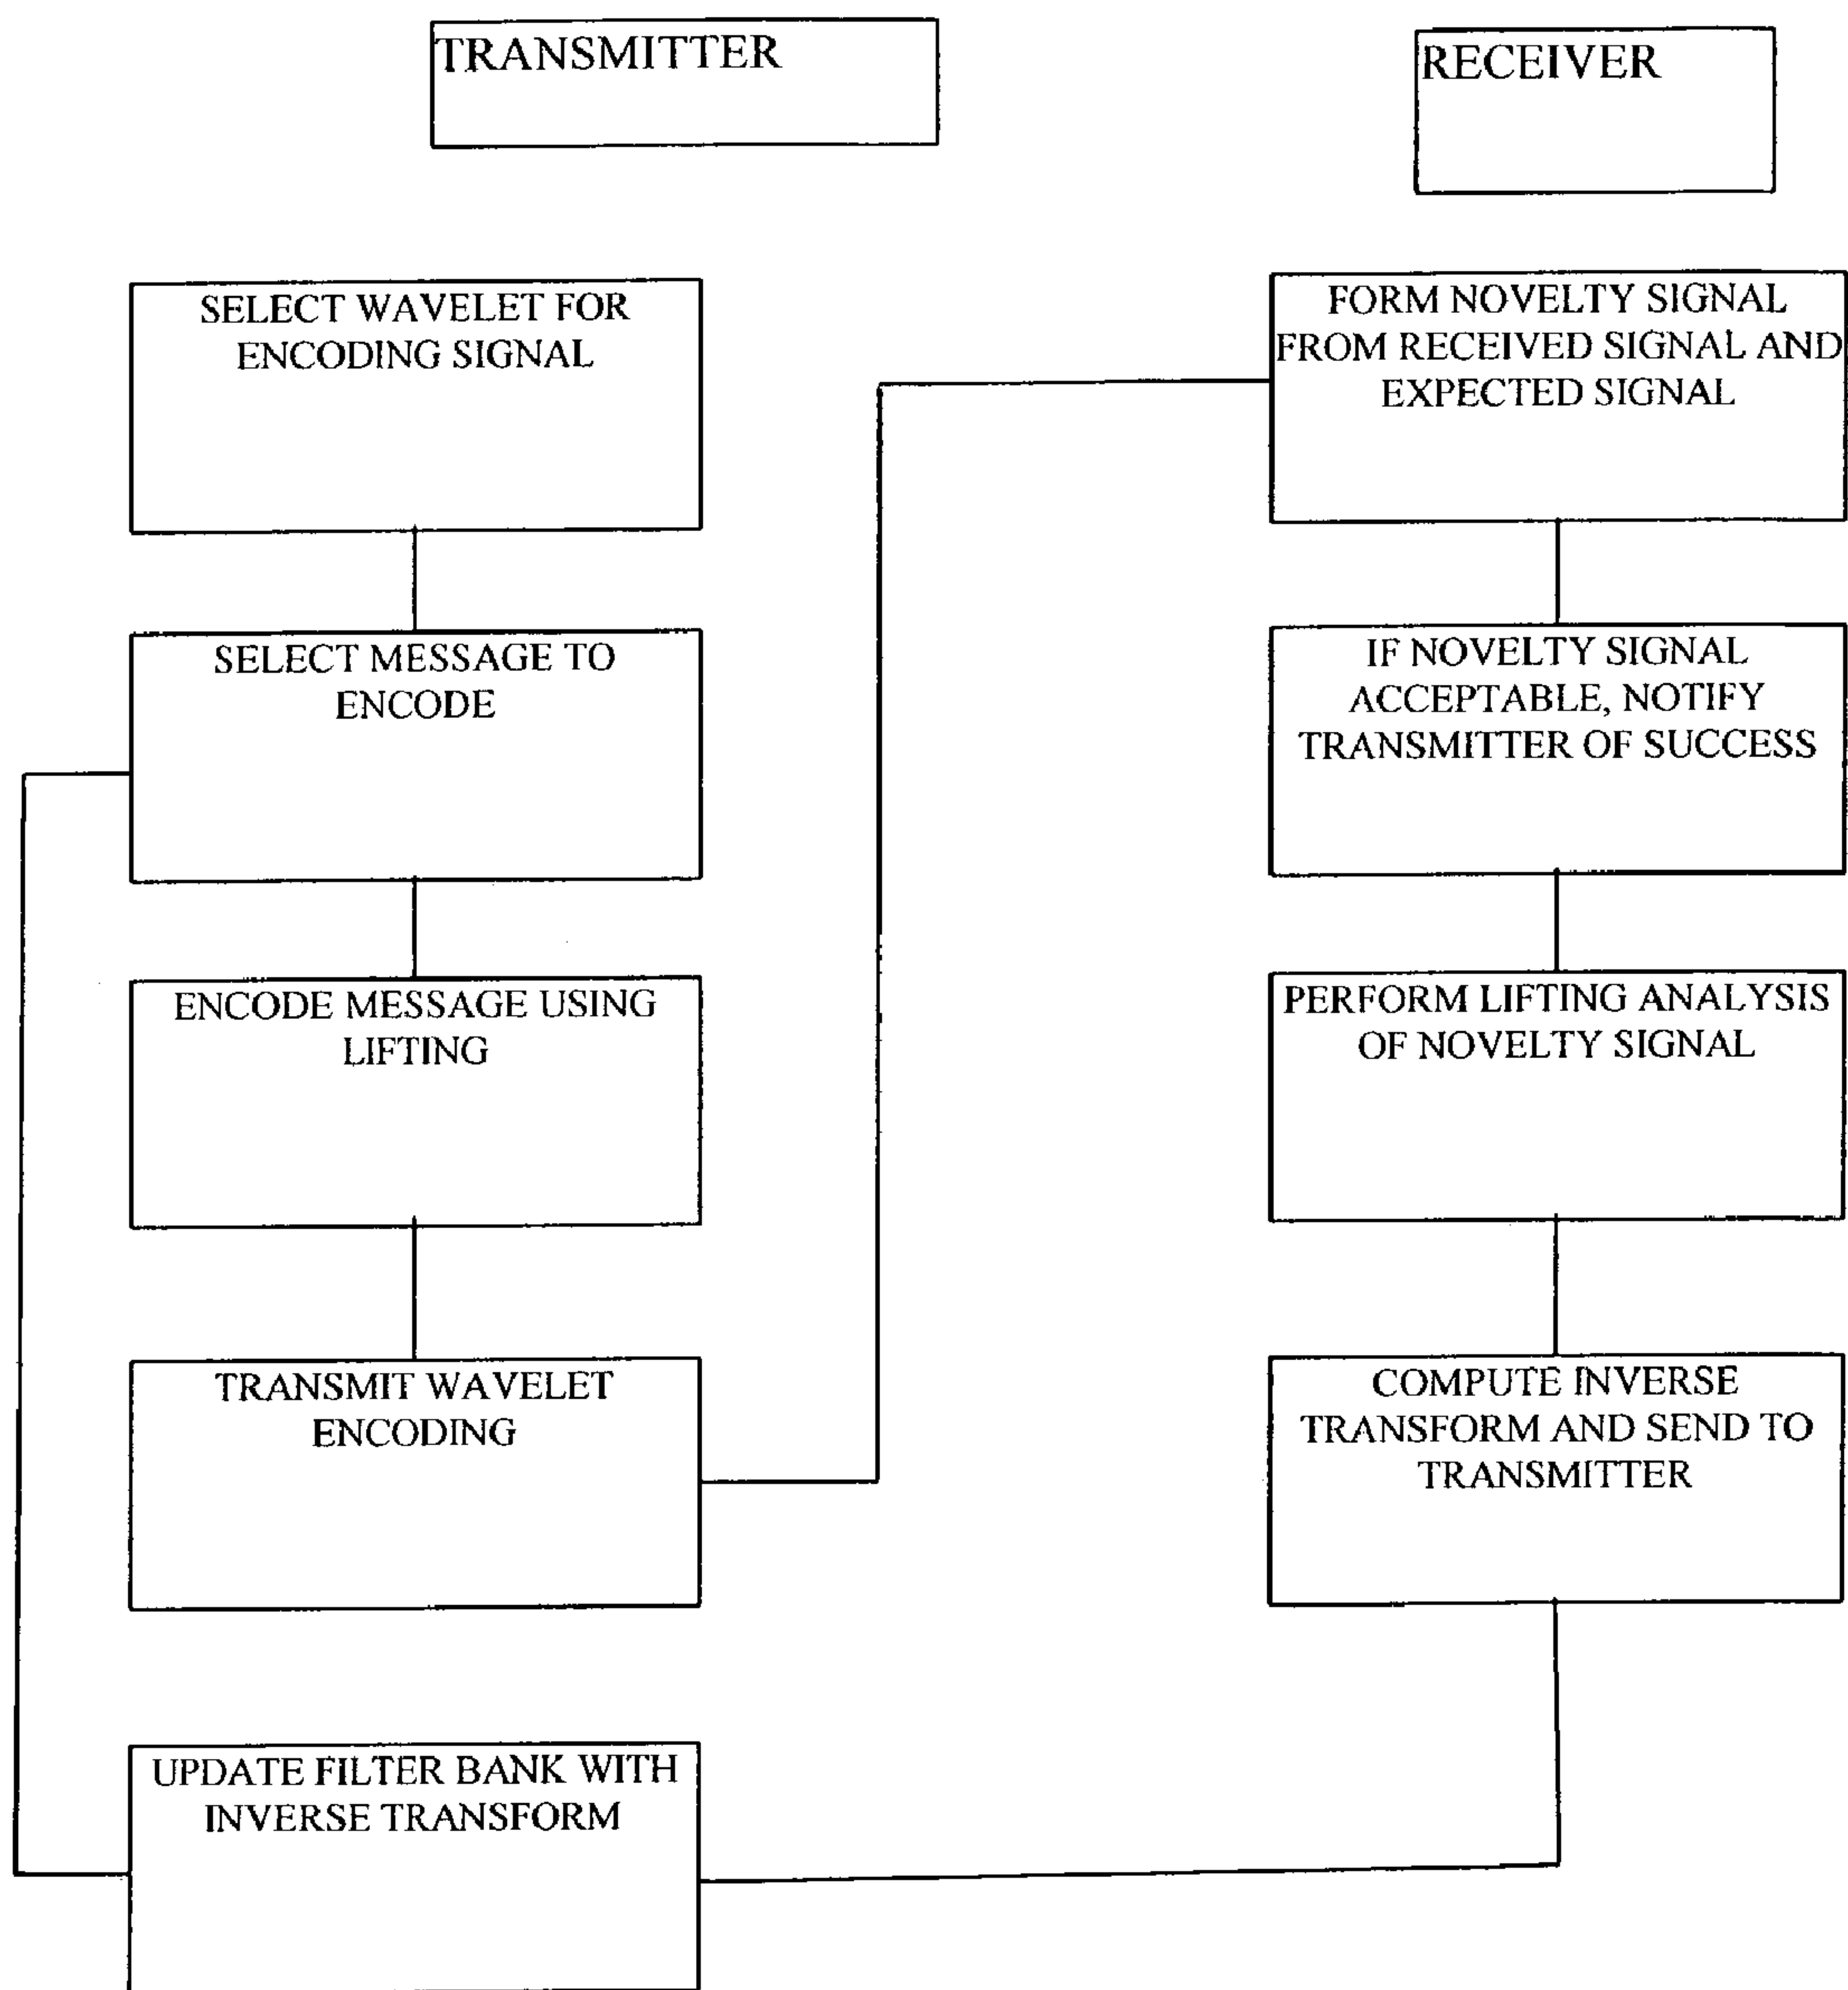 TRANSMITTER
RECEIVER
SELECT WAVELET FOR
ENCODING SIGNAL
SELECT MESSAGE TO
ENCODE
ENCODE MESSAGE USING
LIFTING
TRANSMIT WAVELET
ENCODING
UPDATE FILTER BANK WITH
INVERSE TRANSFORM
FORM NOVELTY SIGNAL
FROM RECEIVED SIGNAL AND
EXPECTED SIGNAL
IF NOVELTY SIGNAL
ACCEPTABLE, NOTIFY
TRANSMITTER OF SUCCESS
PERFORM LIFTING ANALYSIS
OF NOVELTY SIGNAL
COMPUTE INVERSE
TRANSFORM AND SEND TO
TRANSMITTER